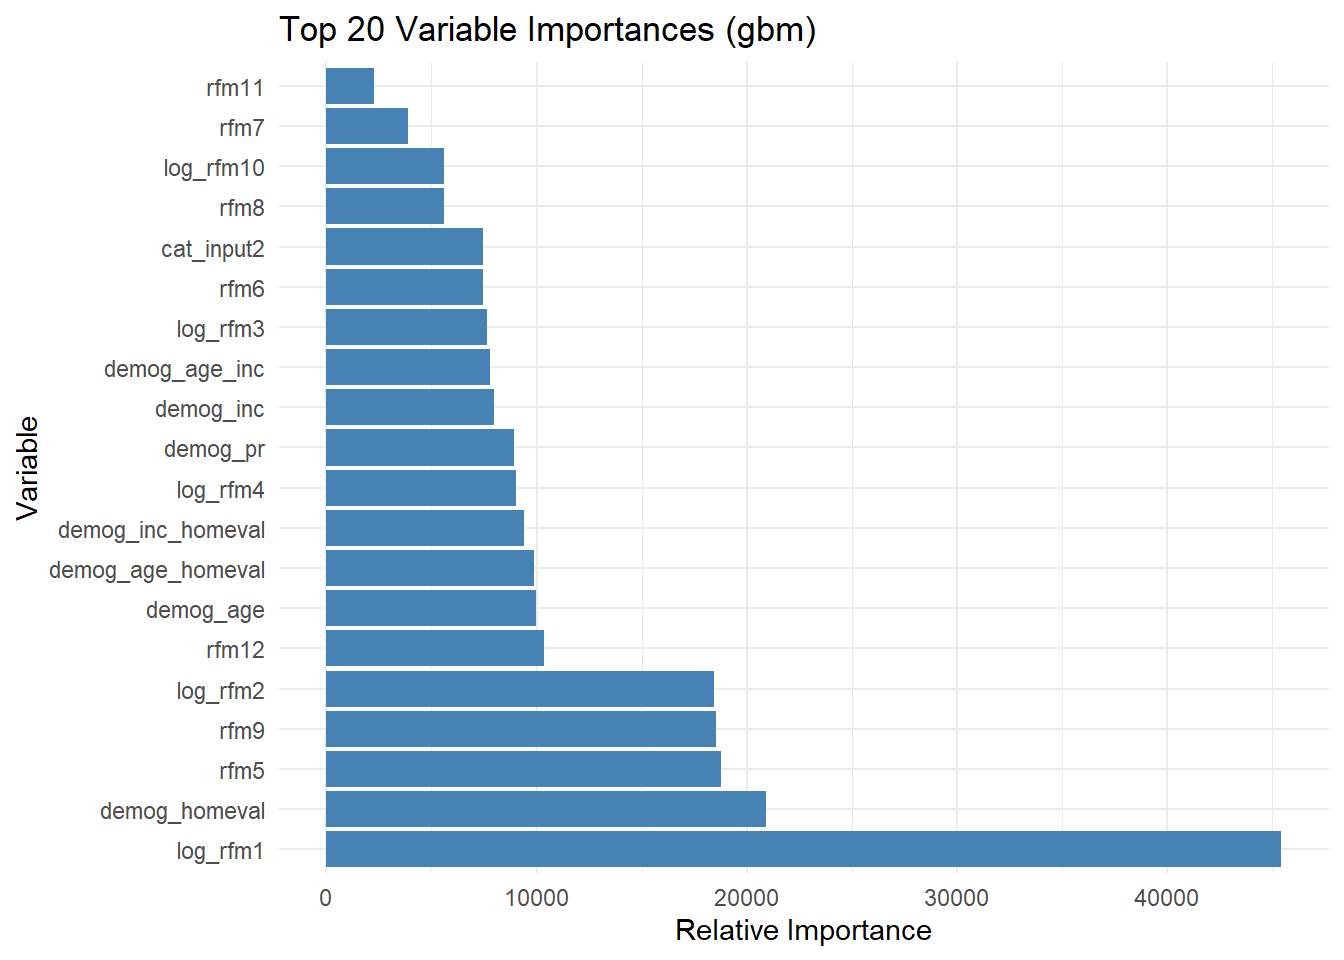 Top 20 Variable Importances (gbm)
rfm11
rfm7
log_rfm10
rfm8
cat_input2
rfm6
log_rfm3
demog_age_inc
demog_inc
demog_pr
log_rfm4
demog_inc_homeval
demog_age_homeval
demog_age
rfm12
log_rfm2
rfm9
rfm5
demog_homeval
log_rfm1
Variable
0 10000 20000 30000 40000
Relative Importance